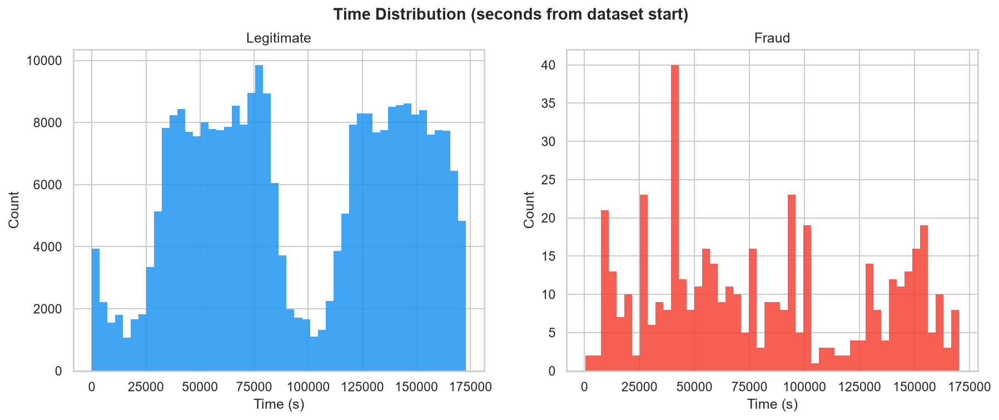 Time Distribution (seconds from dataset start)
Legitimate
10000
8000
6000
4000
2000
0
Count
0 25000 50000 75000 100000 125000 150000 175000
Time (s)
Fraud
40
35
30
25
20
15
10
5
0
Count
0 25000 50000 75000 100000 125000 150000 175000
Time (s)